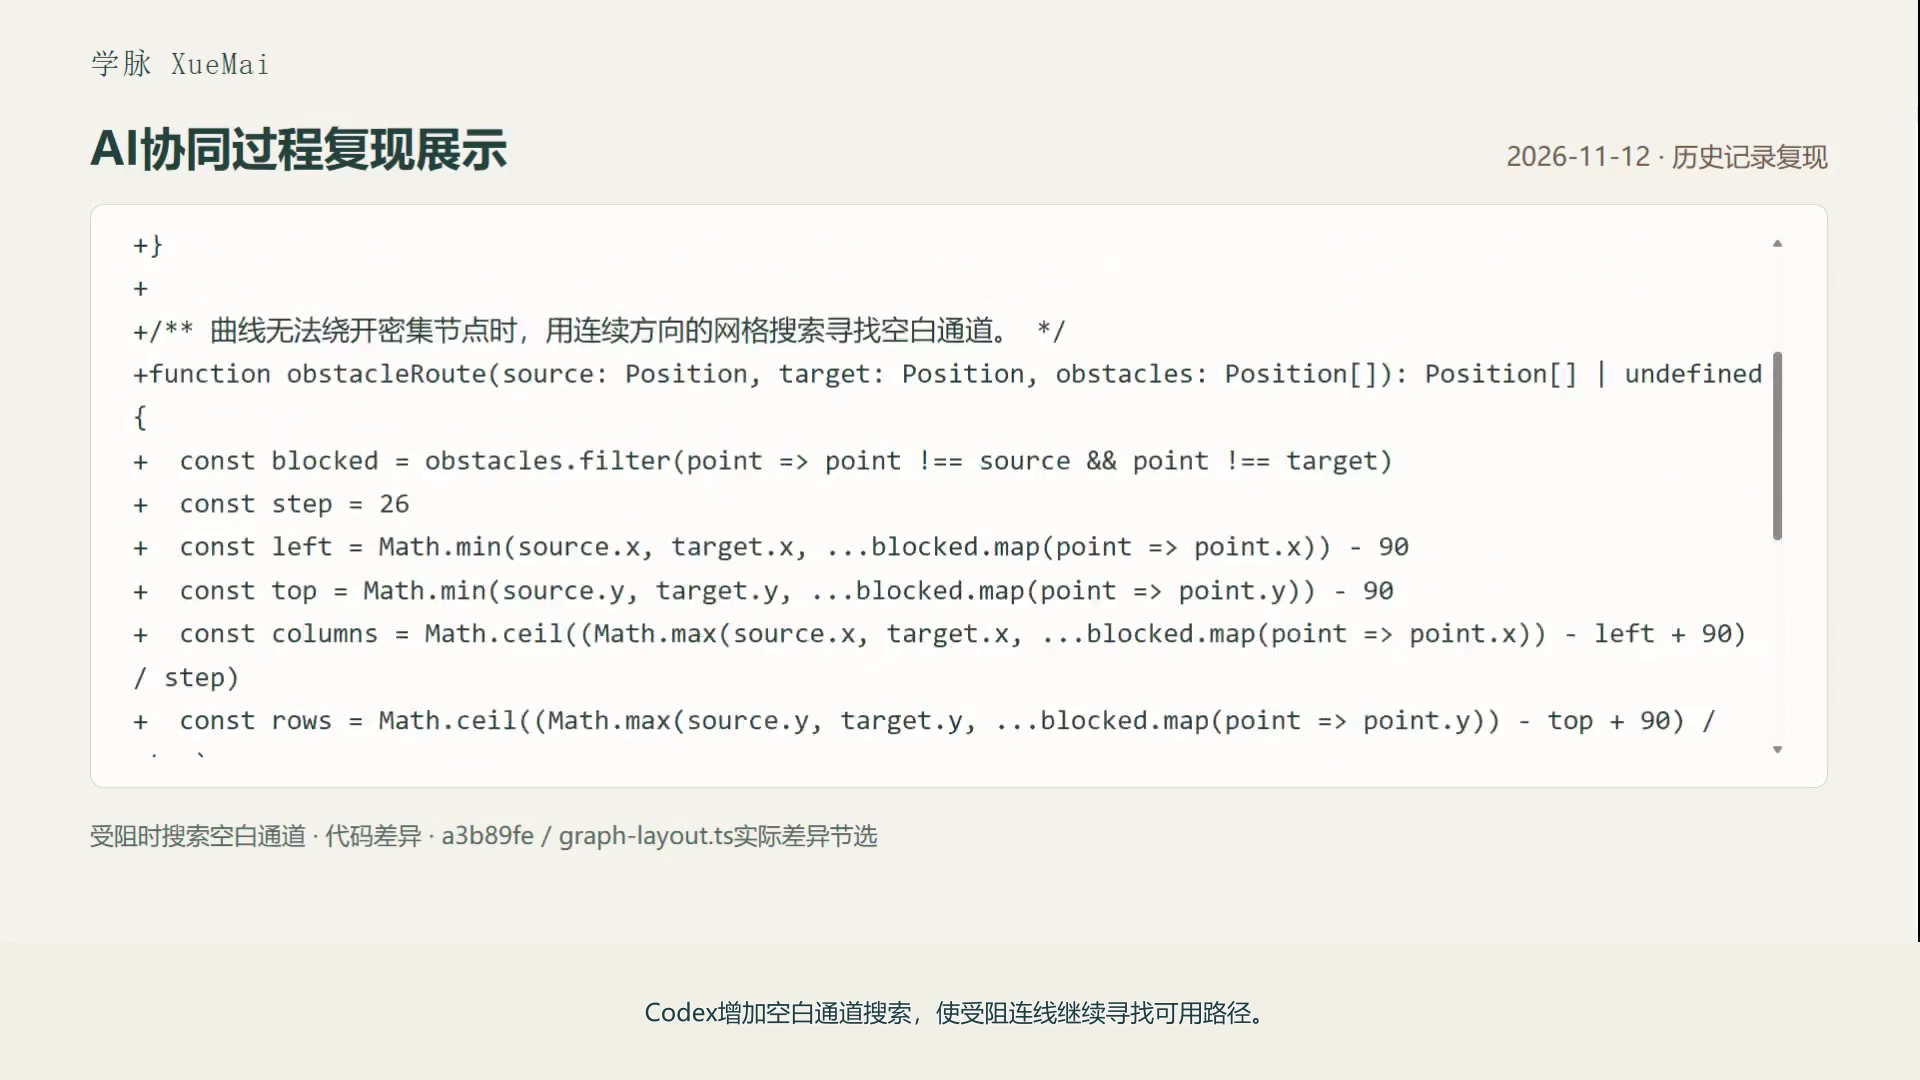 学脉 XueMai
AI协同过程复现展示
2026-11-12 · 历史记录复现
+}
+
+/** 曲线无法绕开密集节点时，用连续方向的网格搜索寻找空白通道。 */
+function obstacleRoute(source: Position, target: Position, obstacles: Position[]): Position[] | undefined
{
+  const blocked = obstacles.filter(point => point !== source && point !== target)
+  const step = 26
+  const left = Math.min(source.x, target.x, ...blocked.map(point => point.x)) - 90
+  const top = Math.min(source.y, target.y, ...blocked.map(point => point.y)) - 90
+  const columns = Math.ceil((Math.max(source.x, target.x, ...blocked.map(point => point.x)) - left + 90)
/ step)
+  const rows = Math.ceil((Math.max(source.y, target.y, ...blocked.map(point => point.y)) - top + 90) /
受阻时搜索空白通道 · 代码差异 · a3b89fe / graph-layout.ts实际差异节选
Codex增加空白通道搜索，使受阻连线继续寻找可用路径。